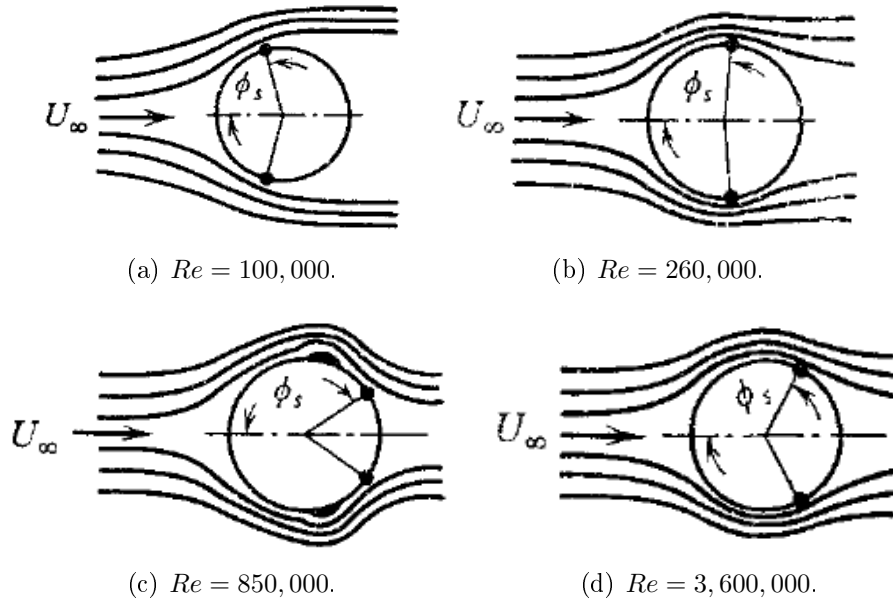 ϕₛ
U∞
ϕₛ
U∞
(a) Re = 100,000.
(b) Re = 260,000.
ϕₛ
U∞
ϕₛ
U∞
(c) Re = 850,000.
(d) Re = 3,600,000.